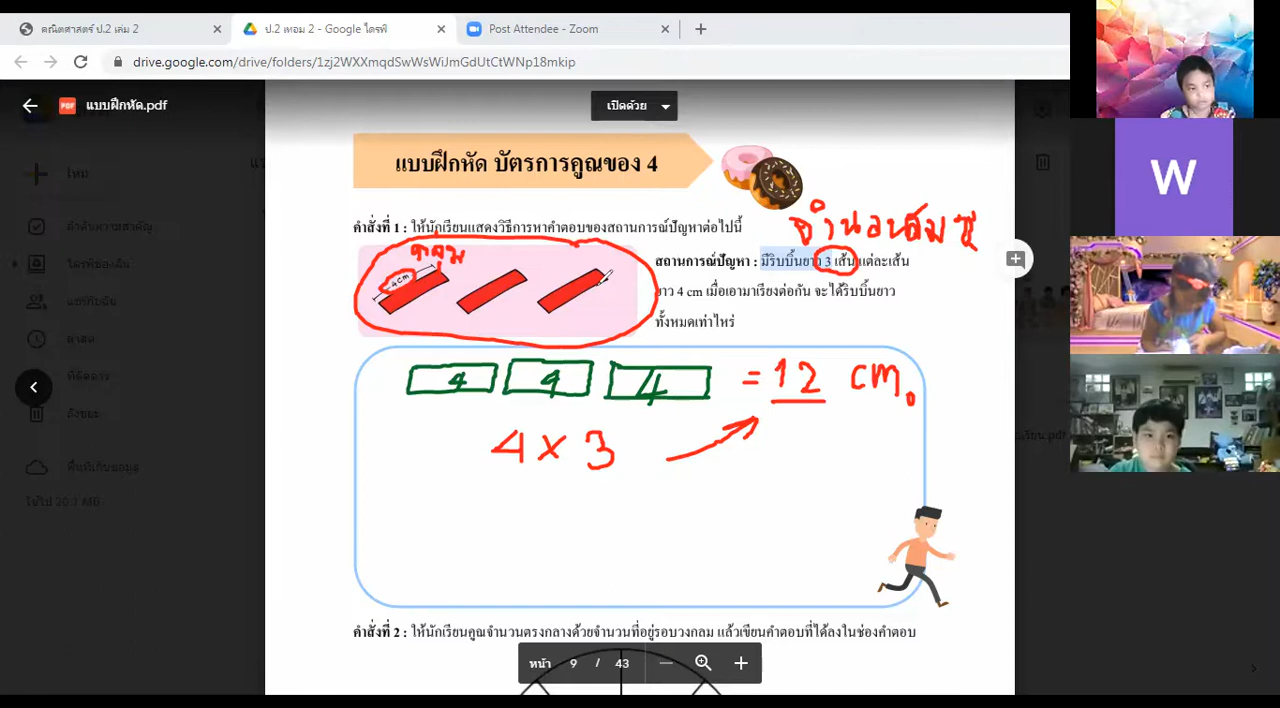 คณิตศาสตร์ ป.2 เล่ม 2
ป.2 เทอม 2 - Google ไดรฟ์
Post Attendee - Zoom
drive.google.com/drive/folders/1zj2WXXmqdSwWsWiJmGdUtCtWNp18mkip
PDF แบบฝึกหัด.pdf
เปิดด้วย
ใหม่
แบบฝึกหัด บัตรการคูณของ 4
คำสั่งที่ 1 : ให้นักเรียนแสดงวิธีการหาคำตอบของสถานการณ์ปัญหาต่อไปนี้
4cm
สถานการณ์ปัญหา : มีริบบิ้นยาว 3 เส้น แต่ละเส้น
ยาว 4 cm เมื่อเอามาเรียงต่อกัน จะได้ริบบิ้นยาว
ทั้งหมดเท่าไหร่
4 4 4 = 12 cm
4 × 3
W
คำสั่งที่ 2 : ให้นักเรียนคูณจำนวนตรงกลางด้วยจำนวนที่อยู่รอบวงกลม แล้วเขียนคำตอบที่ได้ลงในช่องคำตอบ
หน้า 9 / 43